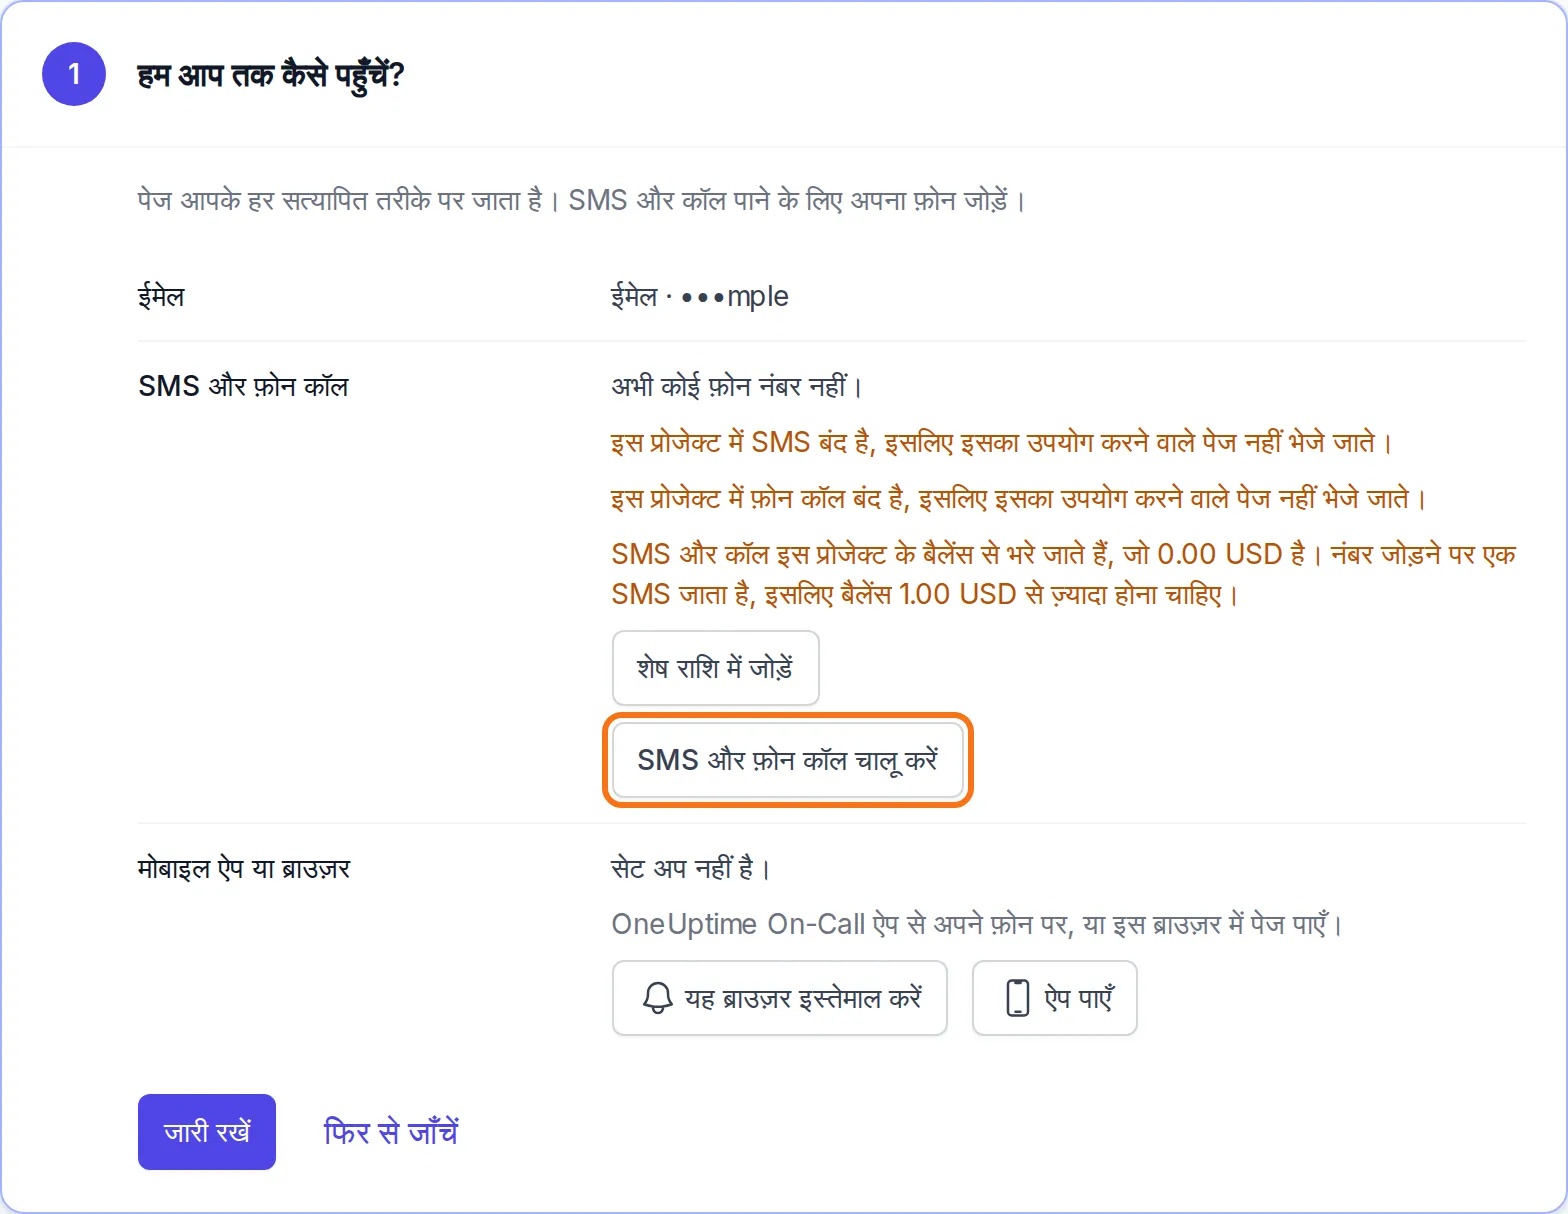 1
हम आप तक कैसे पहुँचें?
पेज आपके हर सत्यापित तरीके पर जाता है। SMS और कॉल पाने के लिए अपना फ़ोन जोड़ें।
ईमेल
ईमेल · •••mple
SMS और फ़ोन कॉल
अभी कोई फ़ोन नंबर नहीं।
इस प्रोजेक्ट में SMS बंद है, इसलिए इसका उपयोग करने वाले पेज नहीं भेजे जाते।
इस प्रोजेक्ट में फ़ोन कॉल बंद है, इसलिए इसका उपयोग करने वाले पेज नहीं भेजे जाते।
SMS और कॉल इस प्रोजेक्ट के बैलेंस से भरे जाते हैं, जो 0.00 USD है। नंबर जोड़ने पर एक
SMS जाता है, इसलिए बैलेंस 1.00 USD से ज़्यादा होना चाहिए।
शेष राशि में जोड़ें
SMS और फ़ोन कॉल चालू करें
मोबाइल ऐप या ब्राउज़र
सेट अप नहीं है।
OneUptime On-Call ऐप से अपने फ़ोन पर, या इस ब्राउज़र में पेज पाएँ।
यह ब्राउज़र इस्तेमाल करें
ऐप पाएँ
जारी रखें
फिर से जाँचें